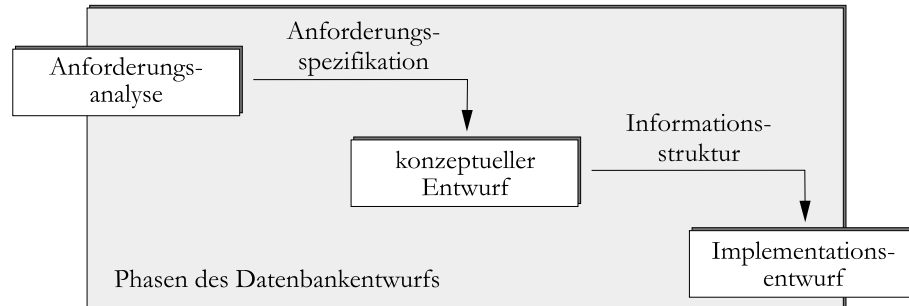 Anforderungs-
spezifikation
Anforderungs-
analyse
Informations-
struktur
konzeptueller
Entwurf
Implementations-
entwurf
Phasen des Datenbankentwurfs